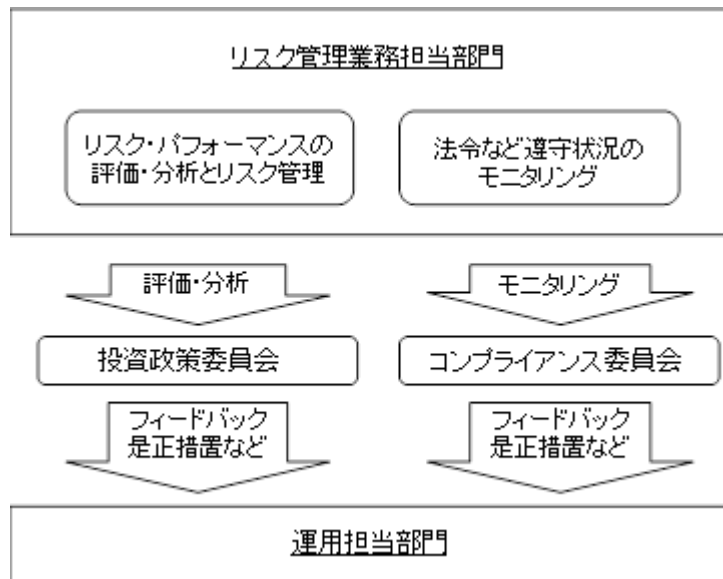 リスク管理業務担当部門
リスク・パフォーマンスの
評価・分析とリスク管理
法令など遵守状況の
モニタリング
評価・分析
モニタリング
投資政策委員会
コンプライアンス委員会
フィードバック
是正措置など
フィードバック
是正措置など
運用担当部門